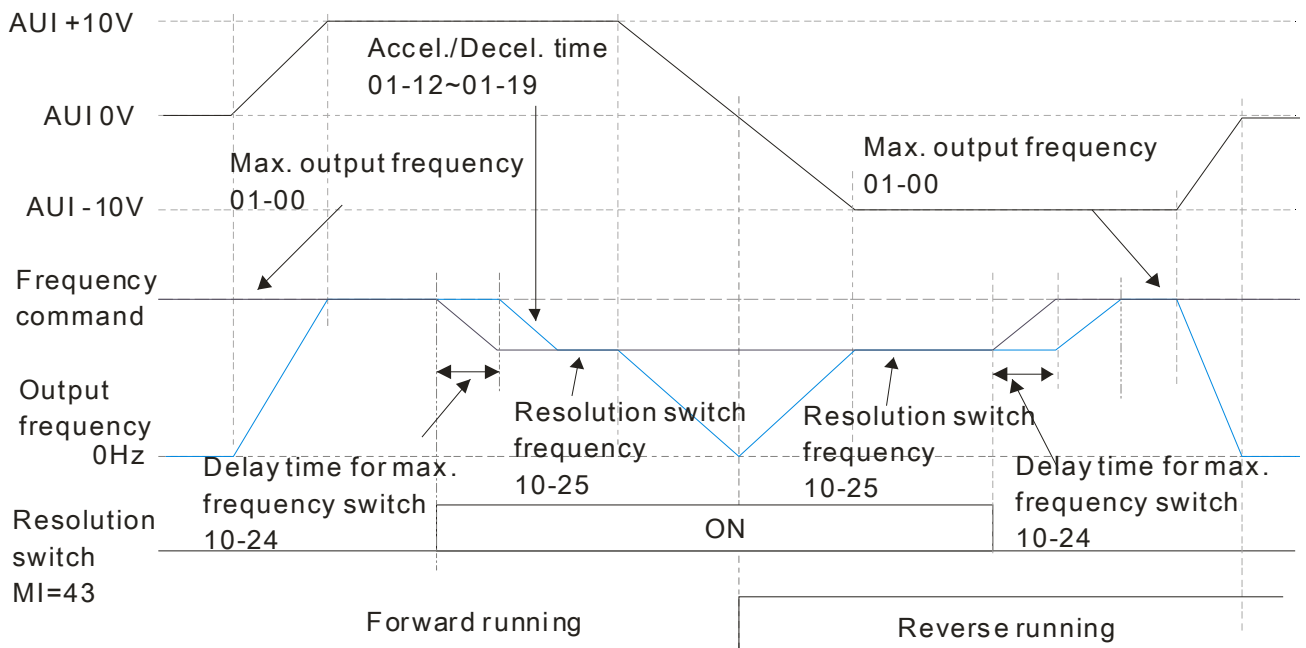 AUI +10V
Accel./Decel. time
01-12~01-19
AUI 0V
Max. output frequency
01-00
Max. output frequency
01-00
AUI -10V
Frequency
command
Output
frequency
0Hz
Resolution switch
frequency
10-25
Resolution switch
frequency
10-25
Delay time for max.
frequency switch
10-24
Delay time for max.
frequency switch
10-24
Resolution
switch
MI=43
ON
Forward running
Reverse running